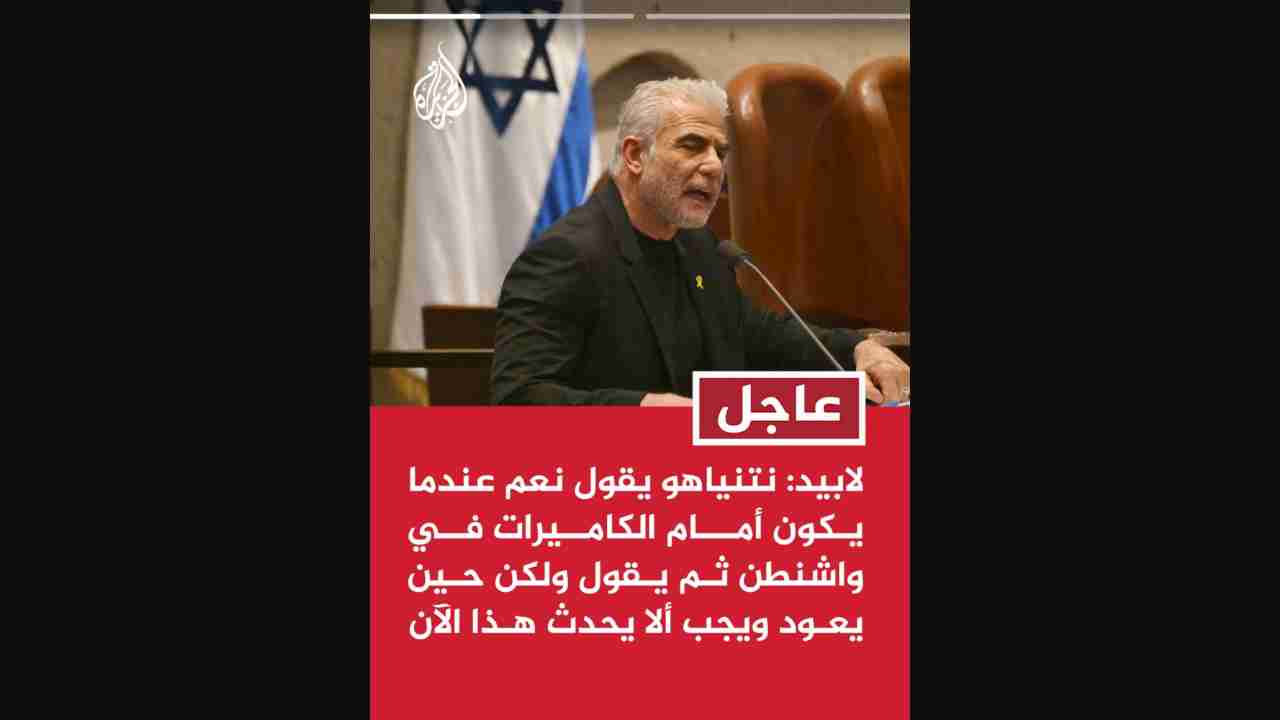 الجزيرة
عاجل
لابيد: نتنياهو يقول نعم عندما
يكون أمام الكاميرات في
واشنطن ثم يقول ولكن حين
يعود ويجب ألا يحدث هذا الآن